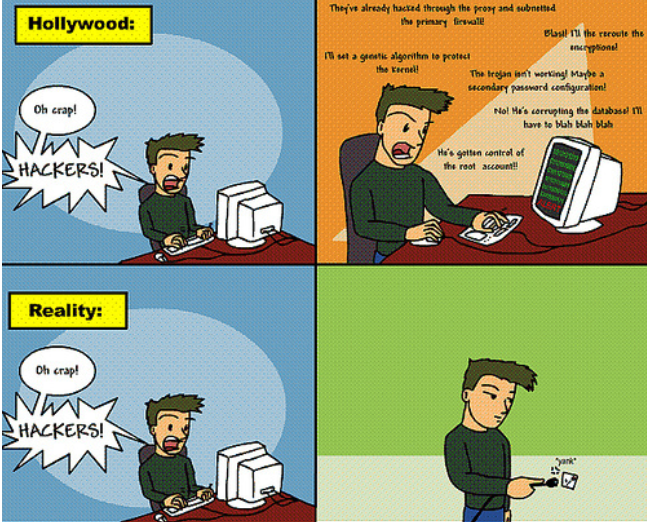 Hollywood:
Oh crap!
HACKERS!
They've already hacked through the proxy and subnetted
the primary firewall!
Blast! I'll the reroute the
encryptions!
I'll set a genetic algorithm to protect
the Kernel!
The trojan isn't working! Maybe a
secondary password configuration!
No! He's corrupting the database! I'll
have to blah blah blah
He's gotten control of
the root account!!
Reality:
Oh crap!
HACKERS!
*yank*